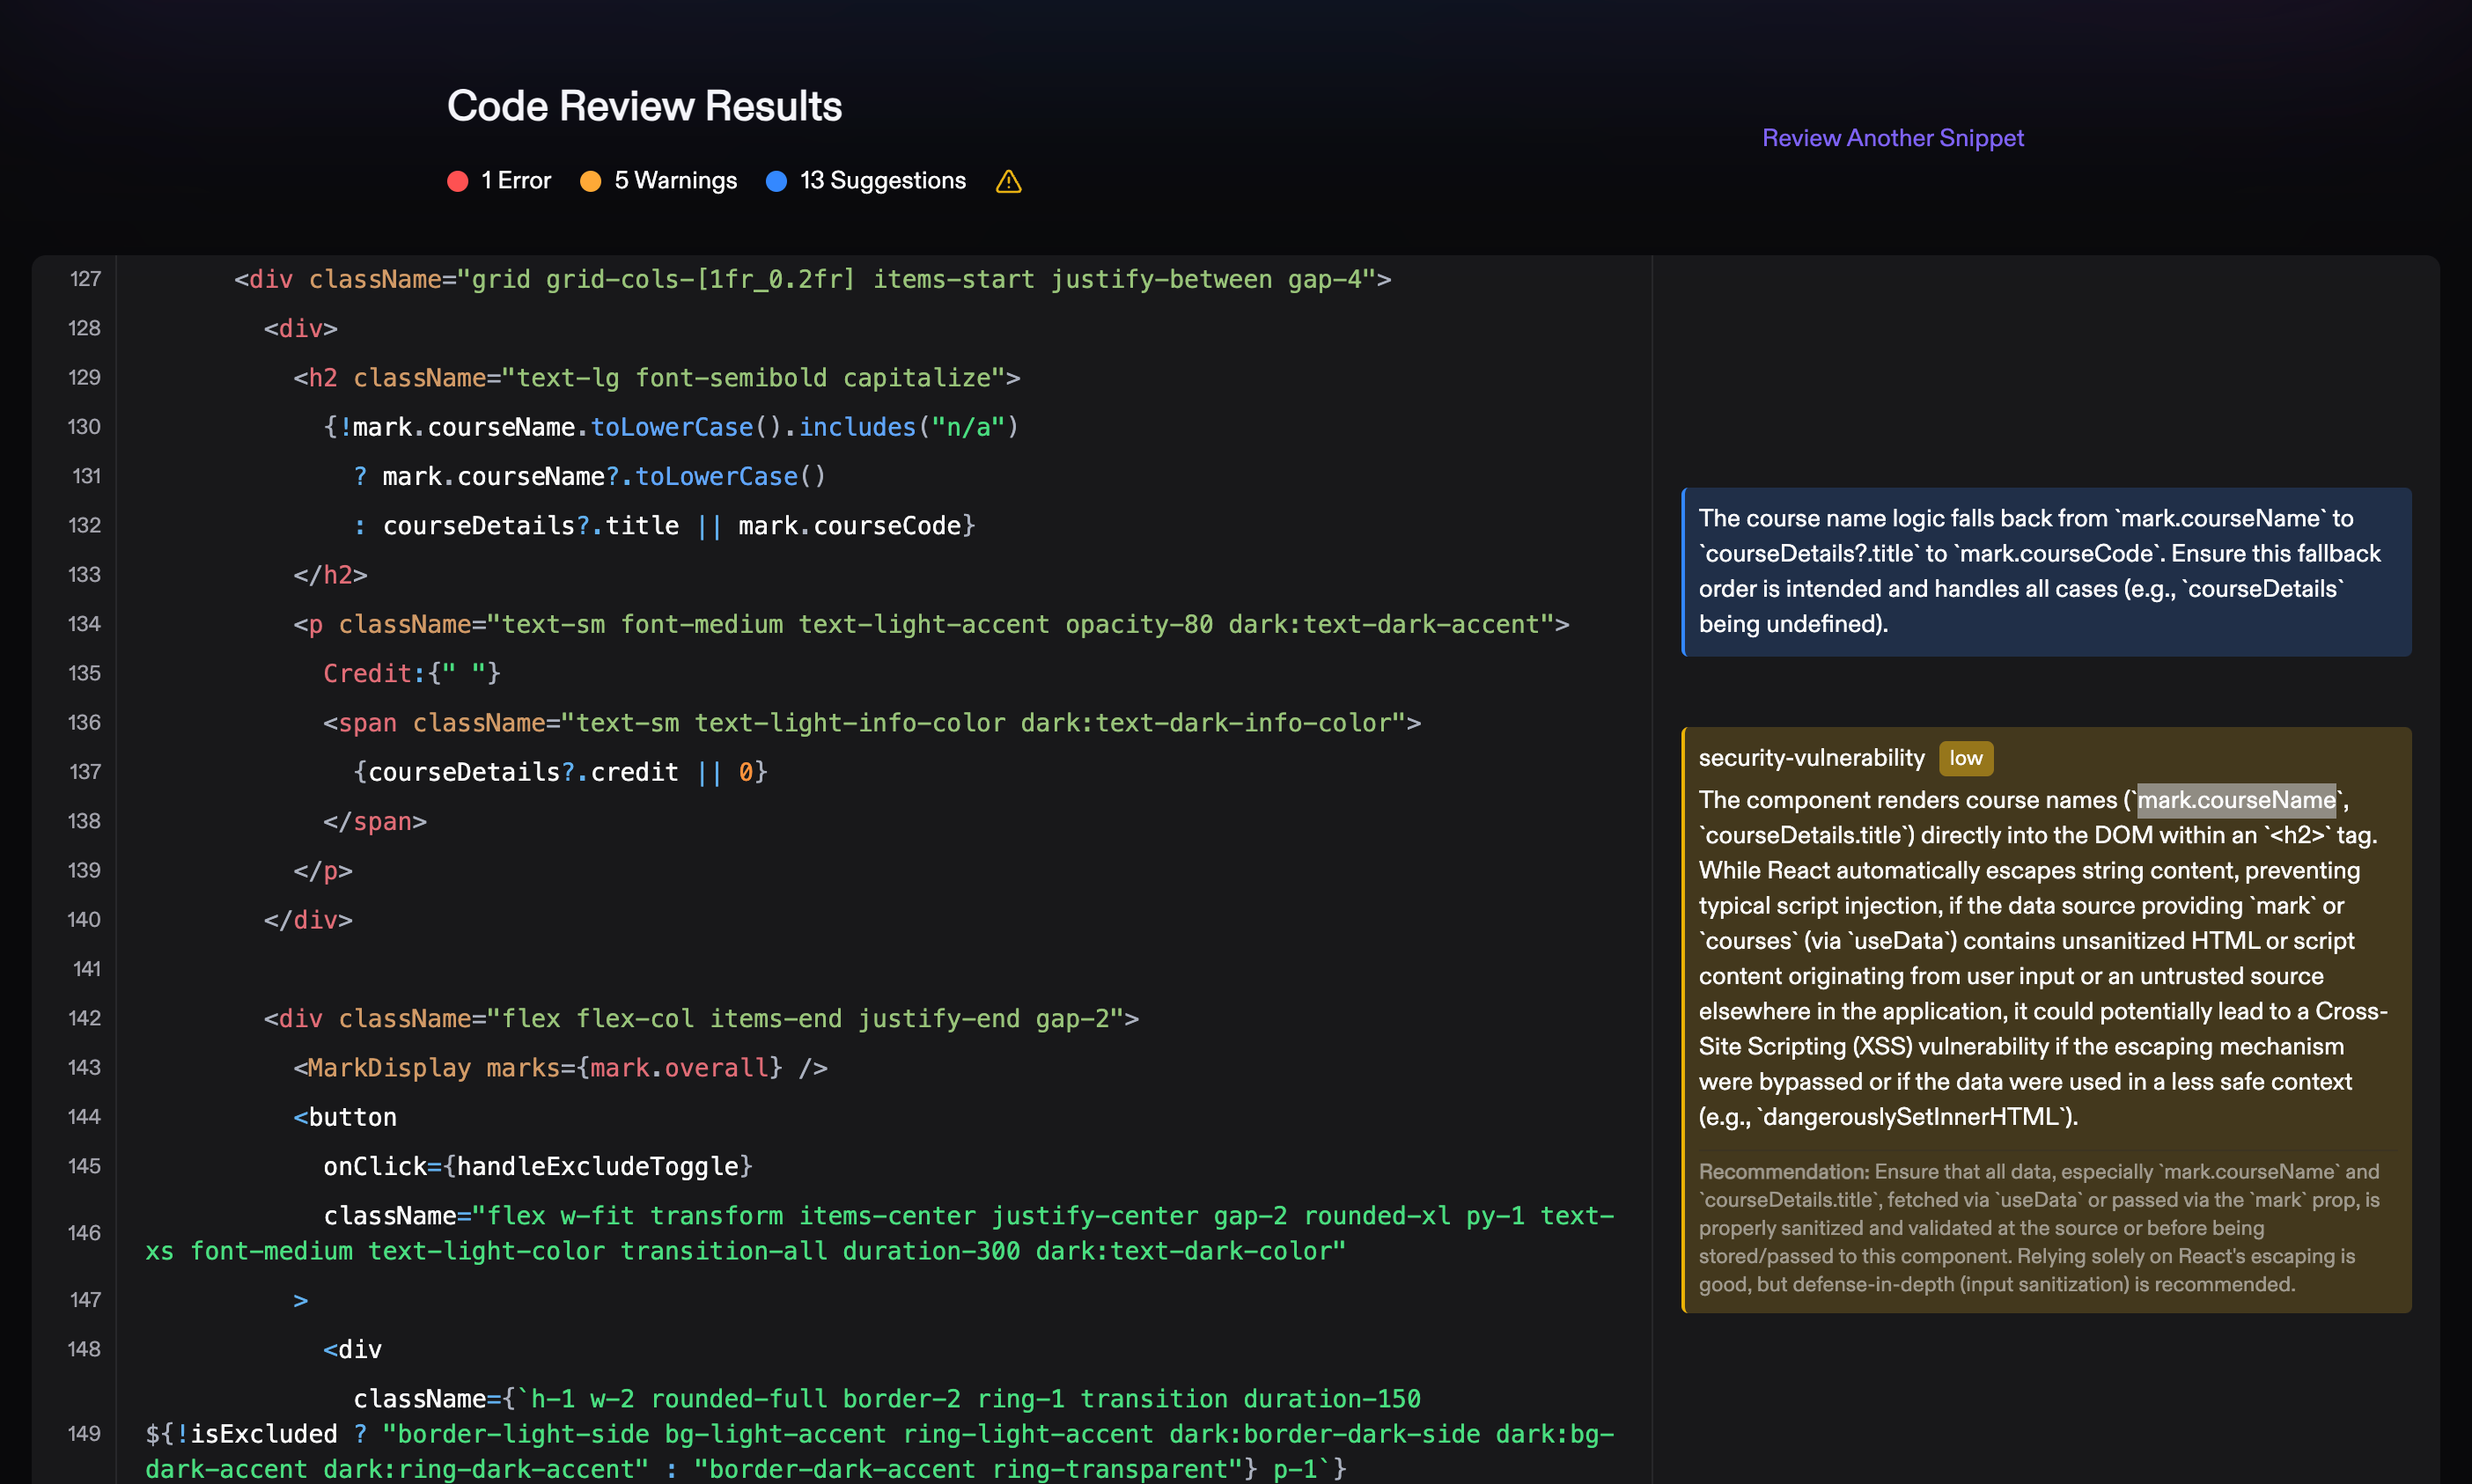 Code Review Results
Review Another Snippet
1 Error 5 Warnings 13 Suggestions
127 <div className="grid grid-cols-[1fr_0.2fr] items-start justify-between gap-4">
128 <div>
129 <h2 className="text-lg font-semibold capitalize">
130 {!mark.courseName.toLowerCase().includes("n/a")
131 ? mark.courseName?.toLowerCase()
132 : courseDetails?.title || mark.courseCode}
133 </h2>
134 <p className="text-sm font-medium text-light-accent opacity-80 dark:text-dark-accent">
135 Credit:{" "}
136 <span className="text-sm text-light-info-color dark:text-dark-info-color">
137 {courseDetails?.credit || 0}
138 </span>
139 </p>
140 </div>
141
142 <div className="flex flex-col items-end justify-end gap-2">
143 <MarkDisplay marks={mark.overall} />
144 <button
145 onClick={handleExcludeToggle}
146 className="flex w-fit transform items-center justify-center gap-2 rounded-xl py-1 text-
xs font-medium text-light-color transition-all duration-300 dark:text-dark-color"
147 >
148 <div
149 className={`h-1 w-2 rounded-full border-2 ring-1 transition duration-150
${!isExcluded ? "border-light-side bg-light-accent ring-light-accent dark:border-dark-side dark:bg-
dark-accent dark:ring-dark-accent" : "border-dark-accent ring-transparent"} p-1`}
The course name logic falls back from `mark.courseName` to
`courseDetails?.title` to `mark.courseCode`. Ensure this fallback
order is intended and handles all cases (e.g., `courseDetails`
being undefined).
security-vulnerability low
The component renders course names (`mark.courseName`,
`courseDetails.title`) directly into the DOM within an `<h2>` tag.
While React automatically escapes string content, preventing
typical script injection, if the data source providing `mark` or
`courses` (via `useData`) contains unsanitized HTML or script
content originating from user input or an untrusted source
elsewhere in the application, it could potentially lead to a Cross-
Site Scripting (XSS) vulnerability if the escaping mechanism
were bypassed or if the data were used in a less safe context
(e.g., `dangerouslySetInnerHTML`).
Recommendation: Ensure that all data, especially `mark.courseName` and
`courseDetails.title`, fetched via `useData` or passed via the `mark` prop, is
properly sanitized and validated at the source or before being
stored/passed to this component. Relying solely on React's escaping is
good, but defense-in-depth (input sanitization) is recommended.